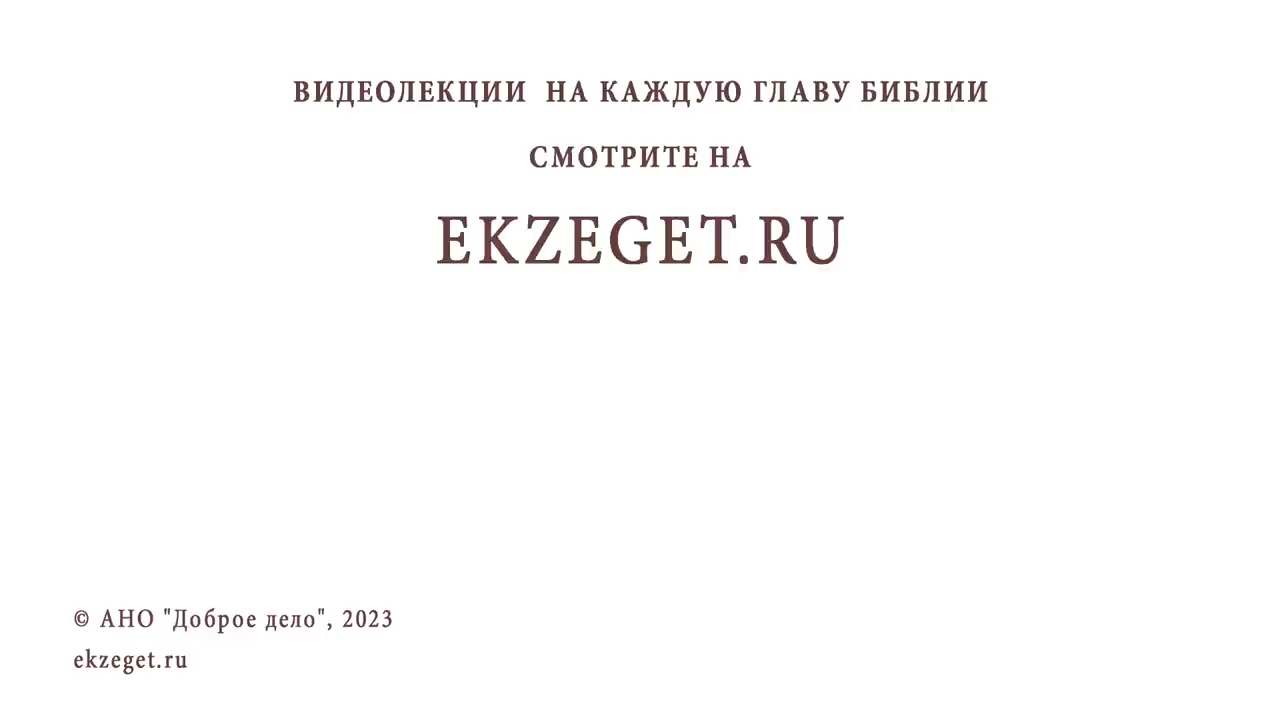 ВИДЕОЛЕКЦИИ НА КАЖДУЮ ГЛАВУ БИБЛИИ
СМОТРИТЕ НА
EKZEGET.RU
© АНО "Доброе дело", 2023
ekzeget.ru